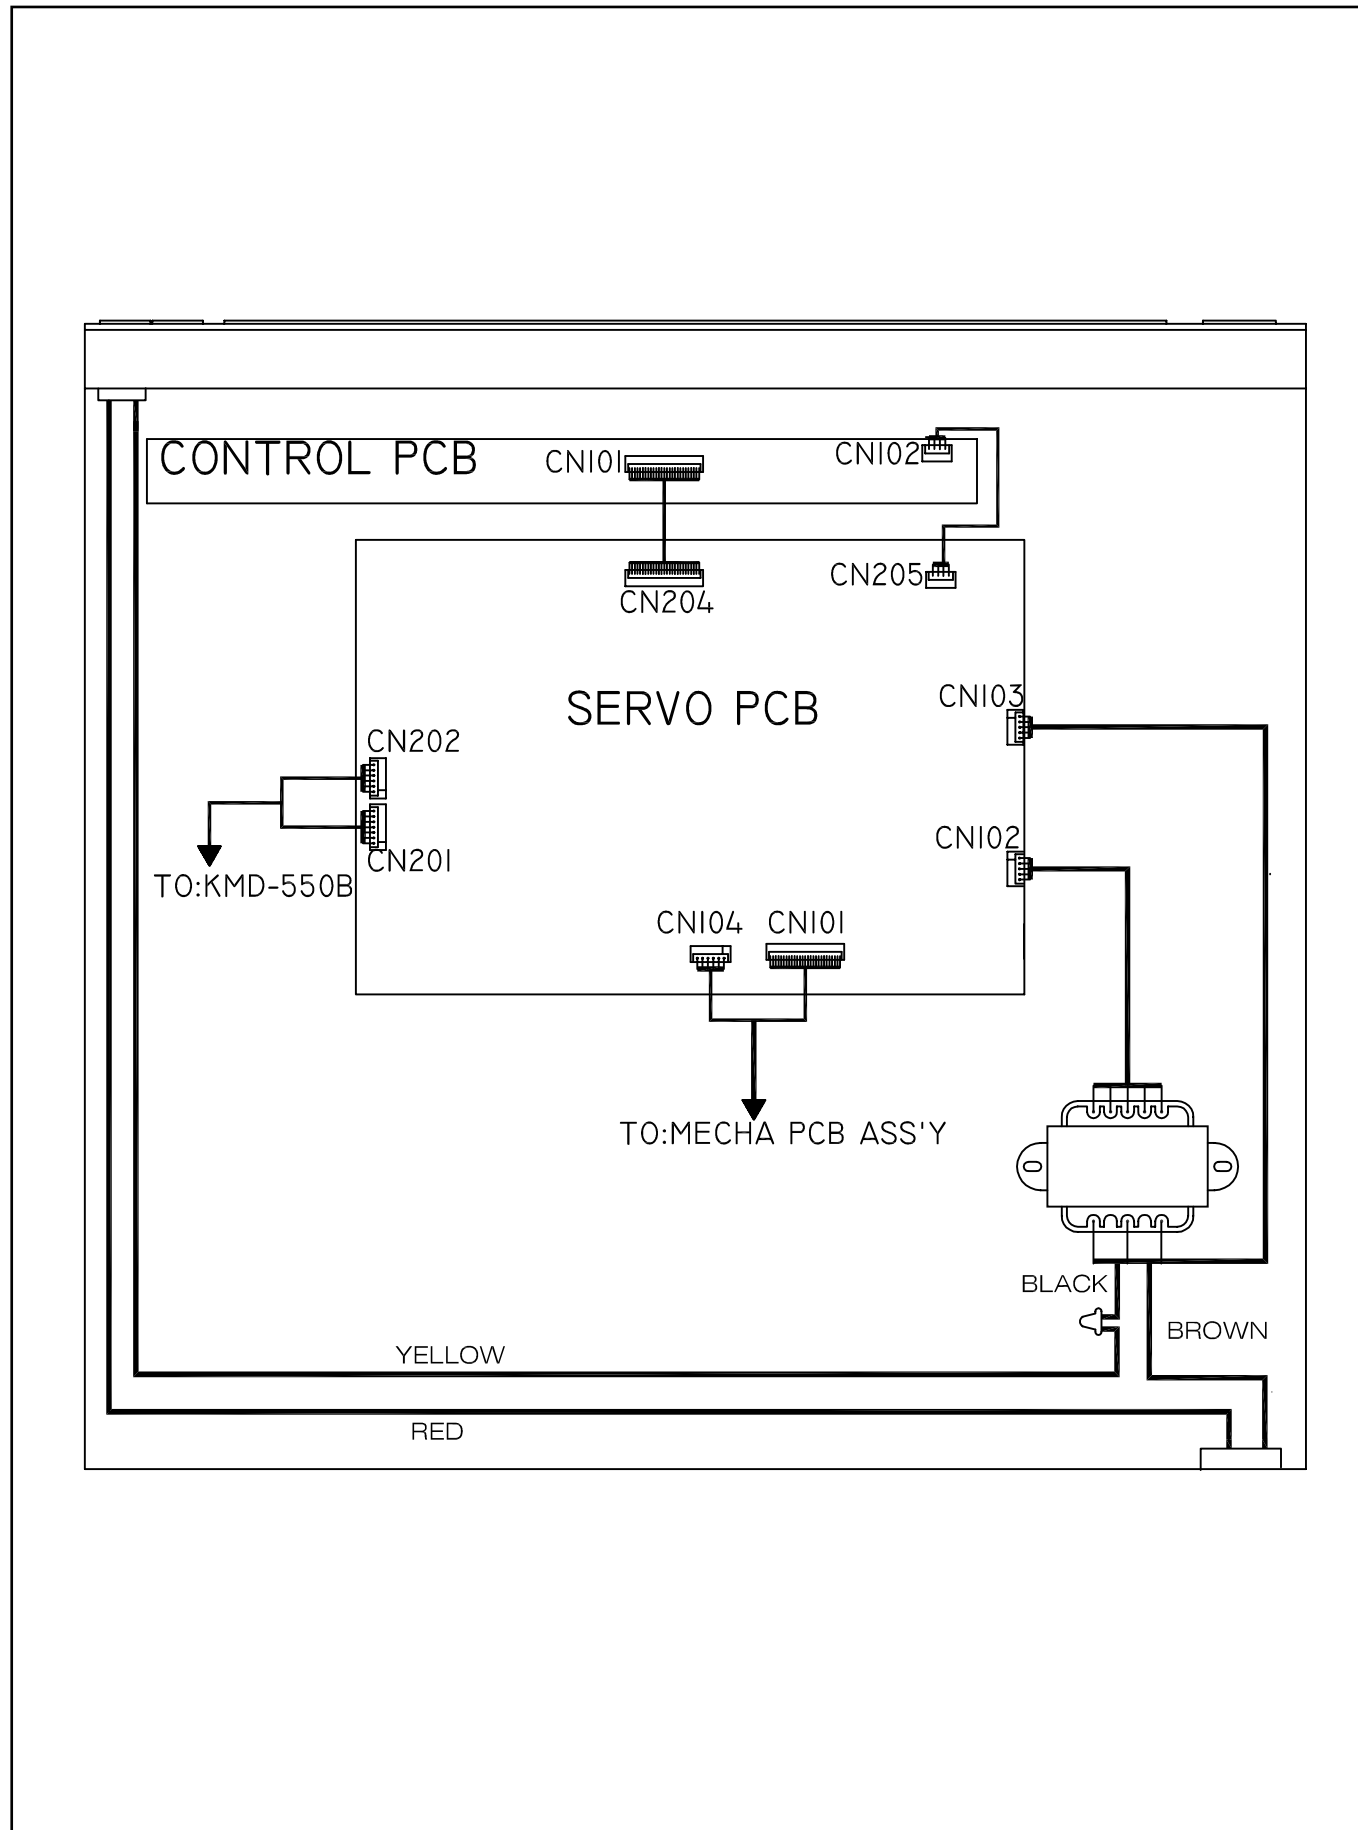 CONTROL PCB
CN101
CN102
CN204
CN205
SERVO PCB
CN103
CN202
CN102
CN201
TO:KMD-550B
CN104
CN101
TO:MECHA PCB ASS'Y
BLACK
BROWN
YELLOW
RED